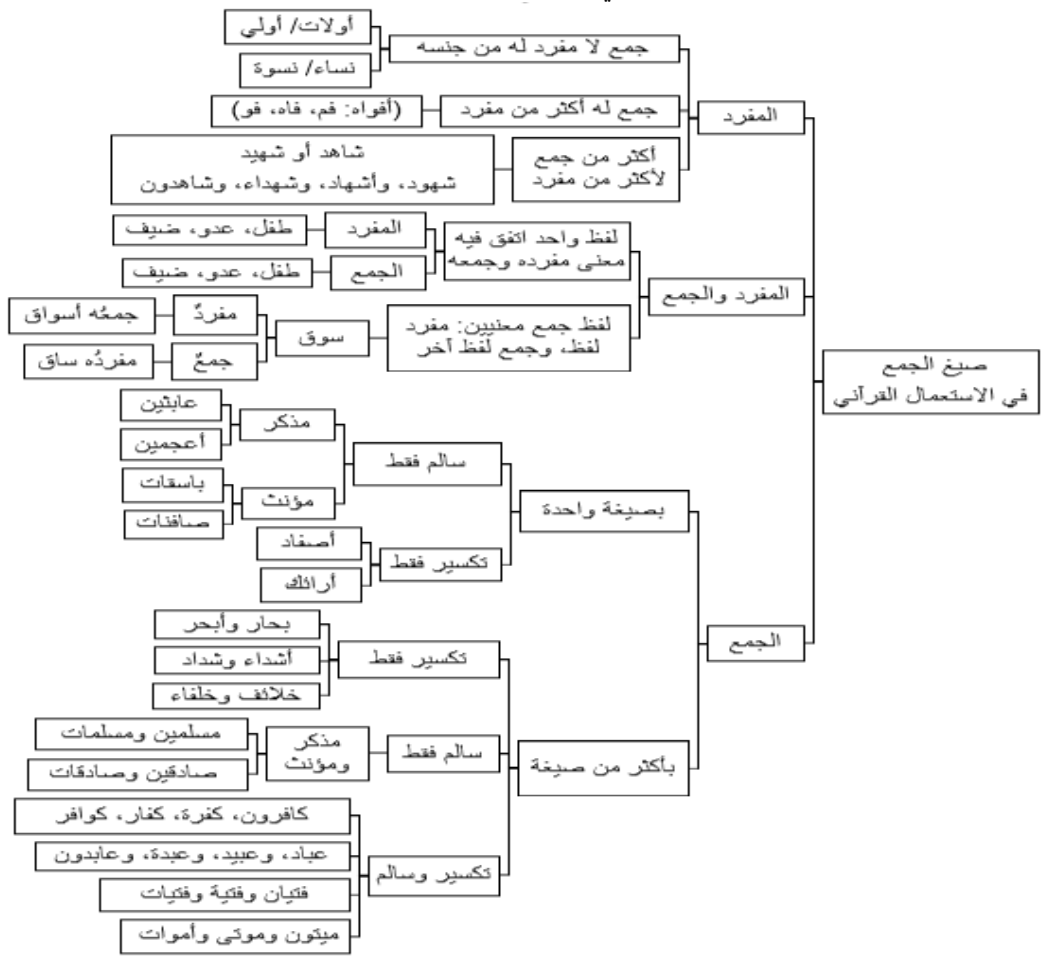 صيغ الجمع
في الاستعمال القرآني
المفرد
جمع لا مفرد له من جنسه
أولات/ أولي
نساء/ نسوة
جمع له أكثر من مفرد
(أفواه: فم، فاه، فو)
أكثر من جمع
لأكثر من مفرد
شاهد أو شهيد
شهود، وأشهاد، وشهداء، وشاهدون
المفرد والجمع
لفظ واحد اتفق فيه
معنى مفرده وجمعه
المفرد
طفل، عدو، ضيف
الجمع
طفل، عدو، ضيف
لفظ جمع معنيين: مفرد
لفظ، وجمع لفظ آخر
سوق
مفردٌ
جمعُه أسواق
جمعٌ
مفردُه ساق
الجمع
بصيغة واحدة
سالم فقط
مذكر
عابثين
أعجمين
مؤنث
باسقات
صافنات
تكسير فقط
أصفاد
أرائك
بأكثر من صيغة
تكسير فقط
بحار وأبحر
أشداء وشداد
خلائف وخلفاء
سالم فقط
مذكر
ومؤنث
مسلمين ومسلمات
صادقين وصادقات
تكسير وسالم
كافرون، كفرة، كفار، كوافر
عباد، وعبيد، وعبدة، وعابدون
فتيان وفتية وفتيات
ميتون وموتى وأموات